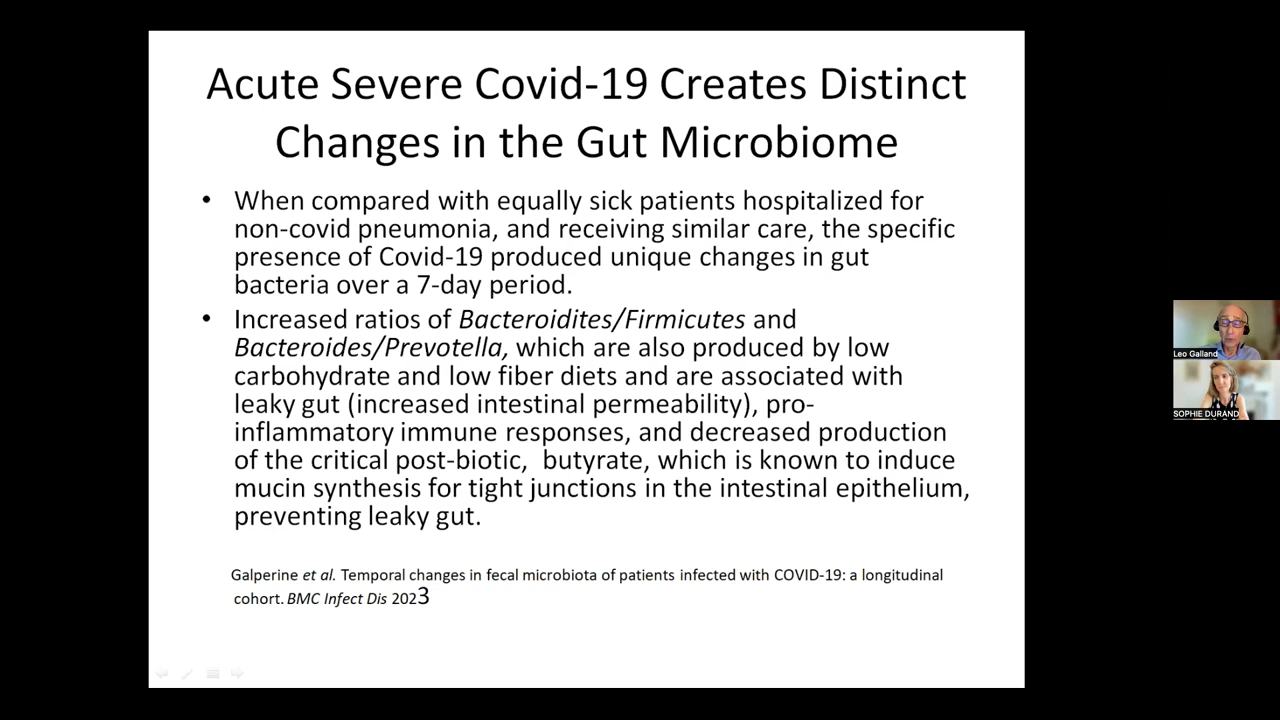 Acute Severe Covid-19 Creates Distinct
Changes in the Gut Microbiome
• When compared with equally sick patients hospitalized for
non-covid pneumonia, and receiving similar care, the specific
presence of Covid-19 produced unique changes in gut
bacteria over a 7-day period.
• Increased ratios of Bacteroidites/Firmicutes and
Bacteroides/Prevotella, which are also produced by low
carbohydrate and low fiber diets and are associated with
leaky gut (increased intestinal permeability), pro-
inflammatory immune responses, and decreased production
of the critical post-biotic,  butyrate, which is known to induce
mucin synthesis for tight junctions in the intestinal epithelium,
preventing leaky gut.
Galperine et al. Temporal changes in fecal microbiota of patients infected with COVID-19: a longitudinal
cohort. BMC Infect Dis 2023
Leo Galland
SOPHIE DURAND